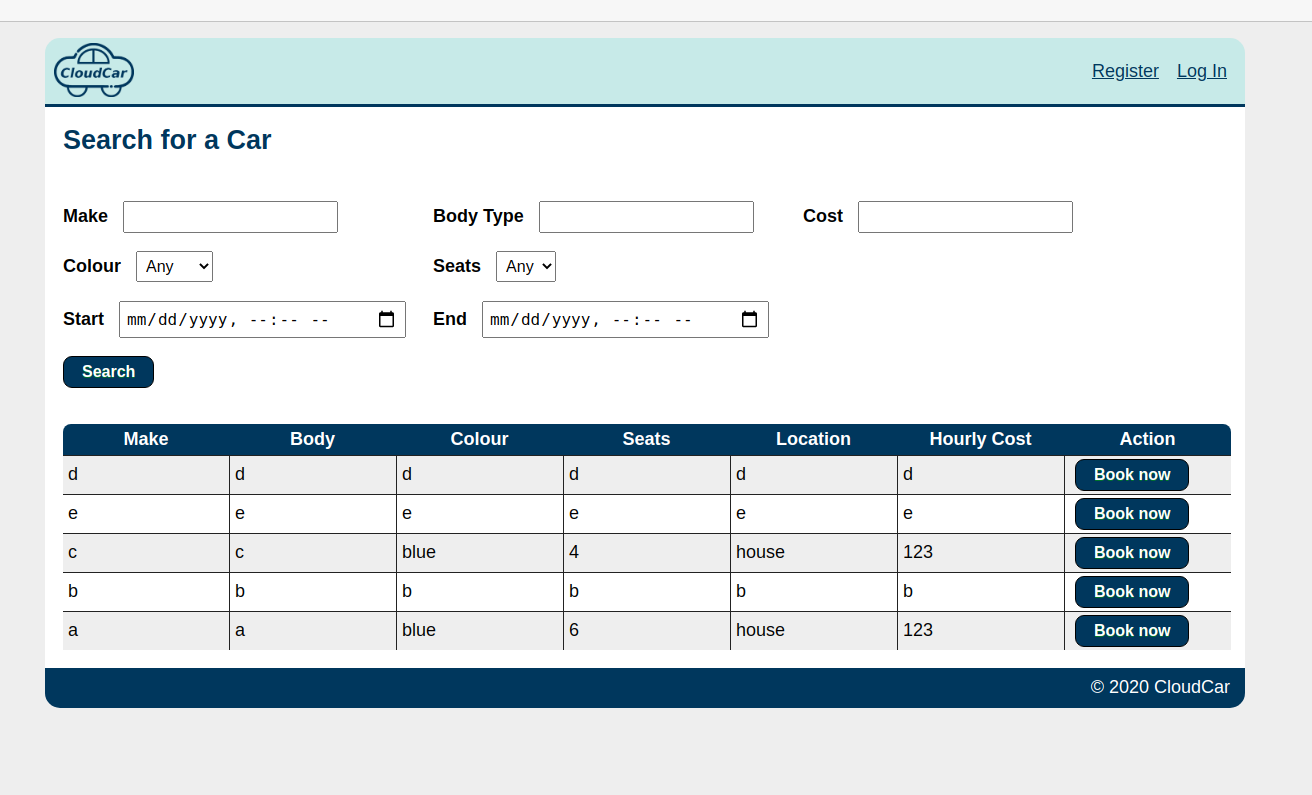 CloudCar
Register Log In
Search for a Car
Make Body Type Cost
Colour Any Seats Any
Start mm/dd/yyyy, --:-- -- End mm/dd/yyyy, --:-- --
Search
Make Body Colour Seats Location Hourly Cost Action
d d d d d d Book now
e e e e e e Book now
c c blue 4 house 123 Book now
b b b b b b Book now
a a blue 6 house 123 Book now
© 2020 CloudCar